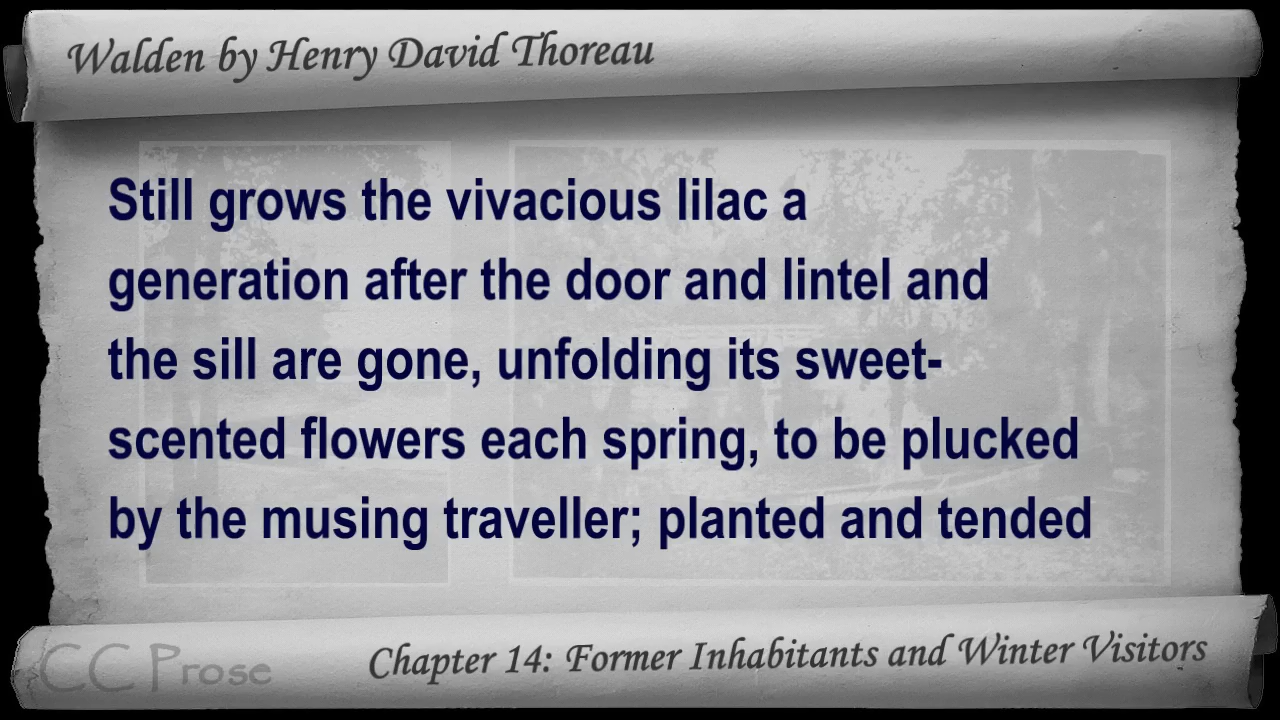 Walden by Henry David Thoreau
Still grows the vivacious lilac a
generation after the door and lintel and
the sill are gone, unfolding its sweet-
scented flowers each spring, to be plucked
by the musing traveller; planted and tended
CC Prose
Chapter 14: Former Inhabitants and Winter Visitors